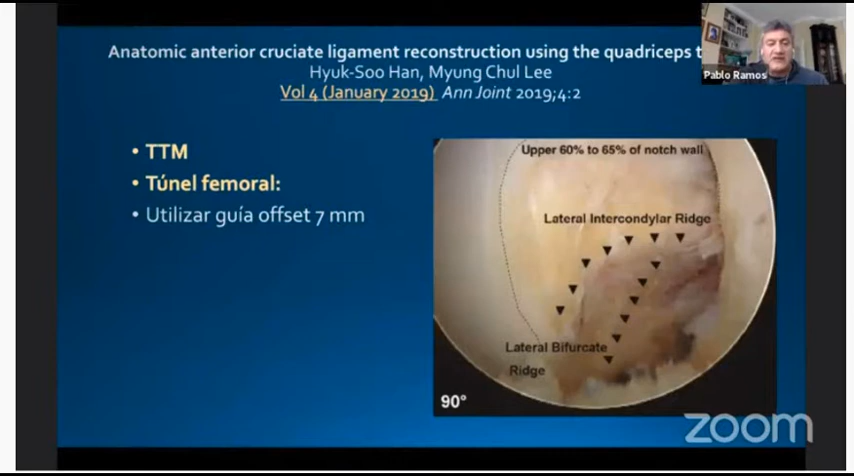 Anatomic anterior cruciate ligament reconstruction using the quadriceps
Hyuk-Soo Han, Myung Chul Lee
Vol 4 (January 2019) Ann Joint 2019;4:2
Pablo Ramos
• TTM
• Túnel femoral:
• Utilizar guía offset 7 mm
Upper 60% to 65% of notch wall
Lateral Intercondylar Ridge
Lateral Bifurcate
Ridge
90°
zoom